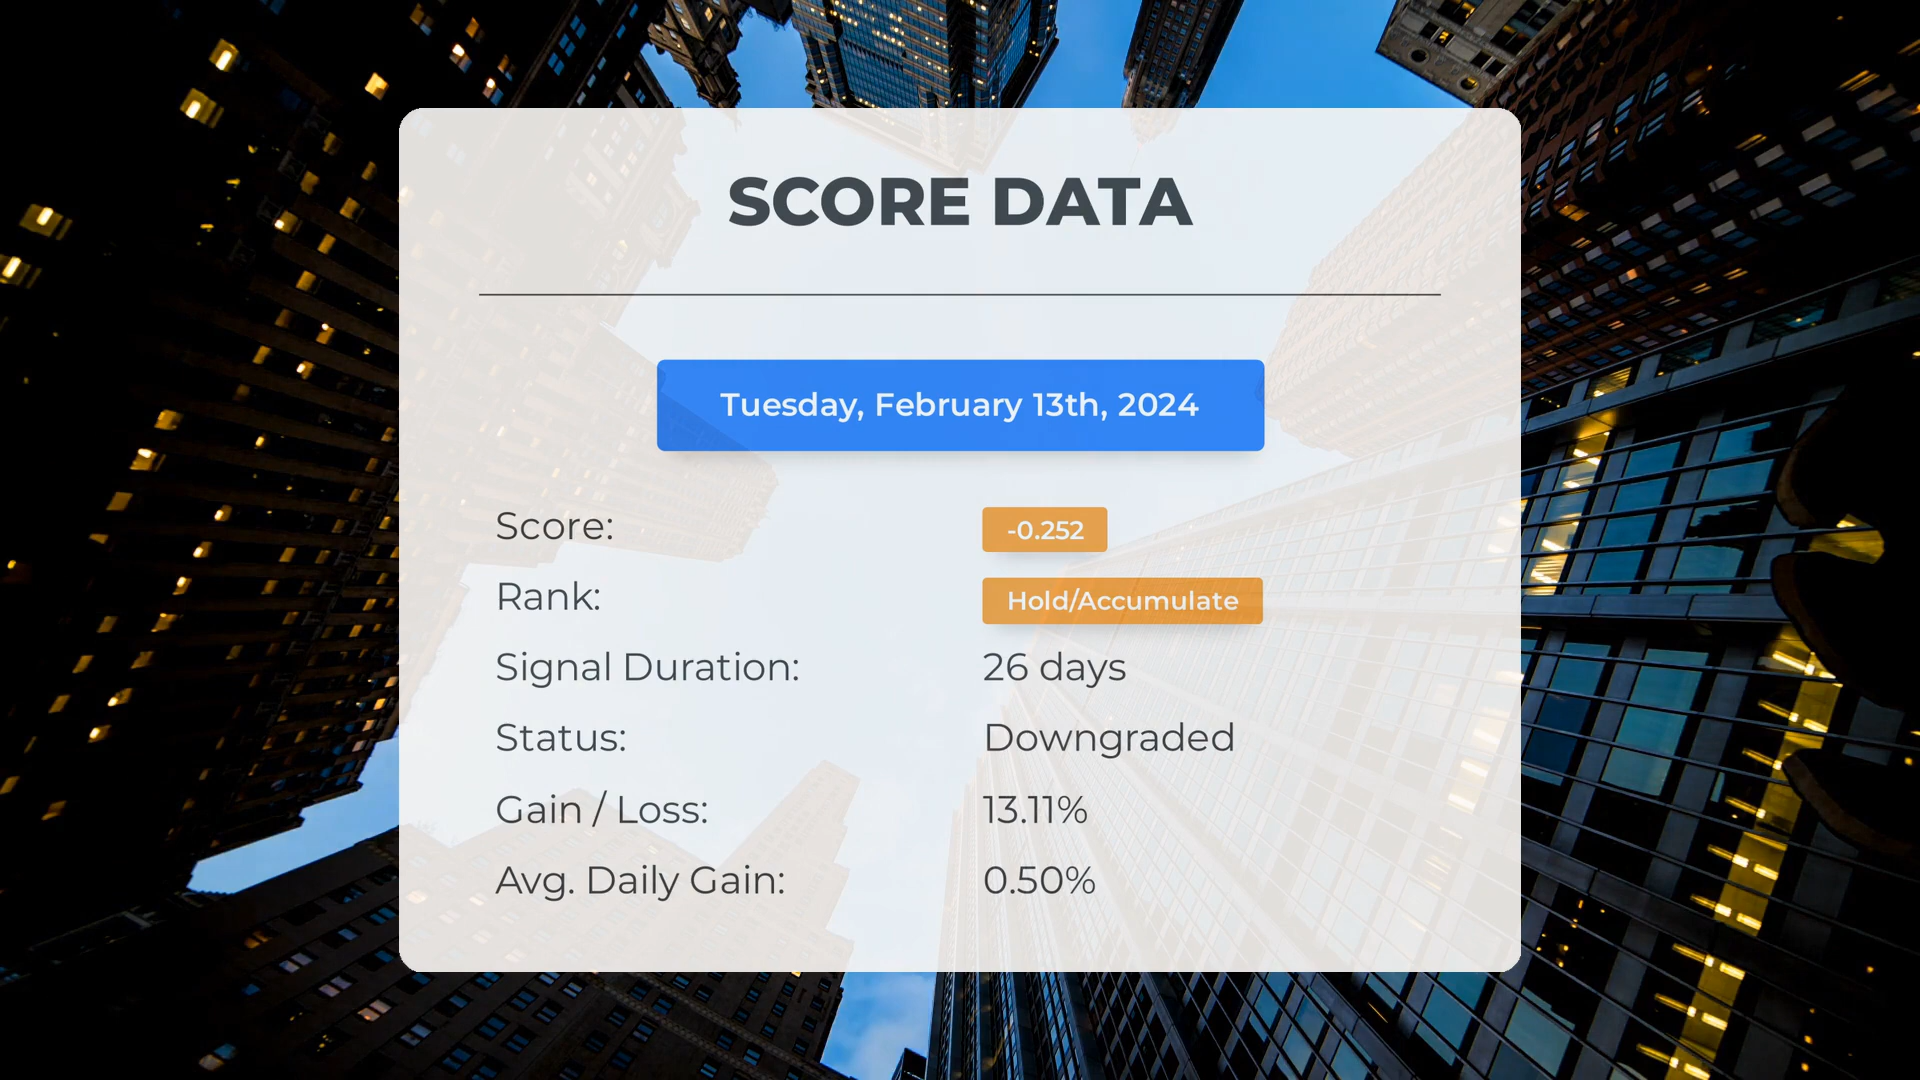 SCORE DATA
Tuesday, February 13th, 2024
Score: -0.252
Rank: Hold/Accumulate
Signal Duration: 26 days
Status: Downgraded
Gain / Loss: 13.11%
Avg. Daily Gain: 0.50%